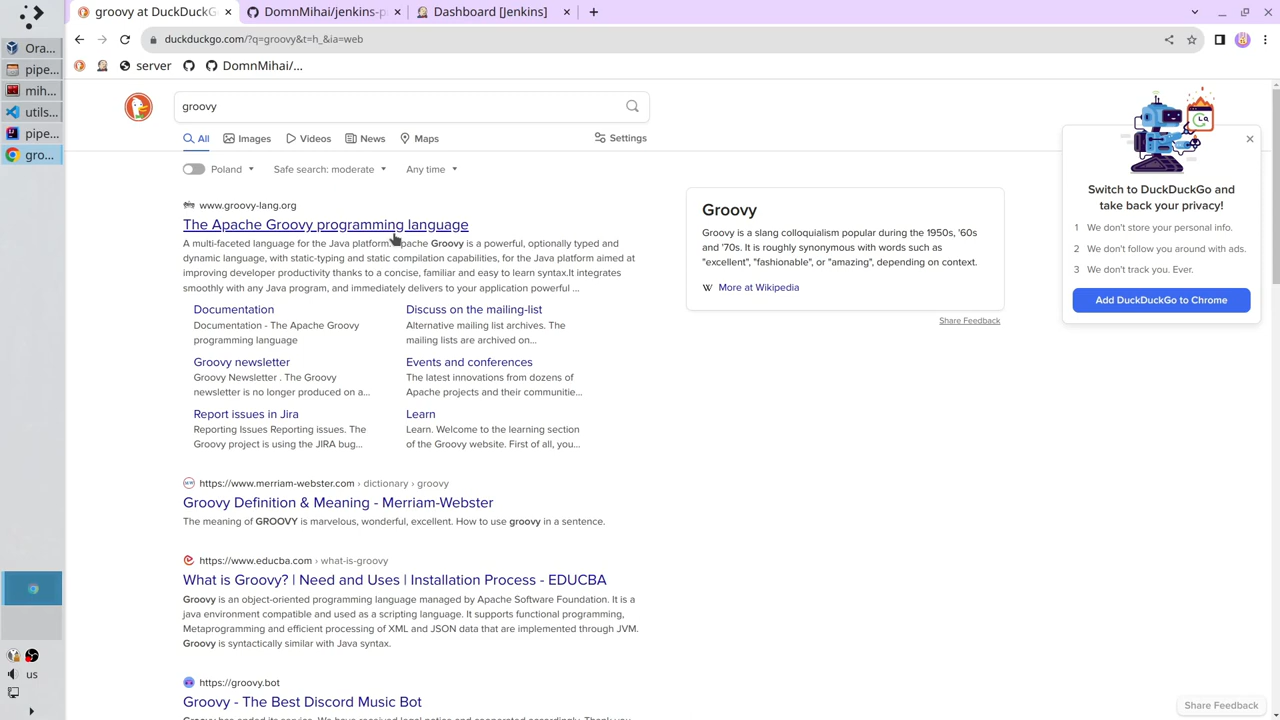 groovy at DuckDuckG
DomnMihai/jenkins-p
Dashboard [Jenkins]
duckduckgo.com/?q=groovy&t=h_&ia=web
server
DomnMihai/...
Ora...
pipe...
mih...
utils...
pipe...
gro...
us
groovy
All
Images
Videos
News
Maps
Settings
Poland
Safe search: moderate
Any time
www.groovy-lang.org
The Apache Groovy programming language
A multi-faceted language for the Java platform. Apache Groovy is a powerful, optionally typed and
dynamic language, with static-typing and static compilation capabilities, for the Java platform aimed at
improving developer productivity thanks to a concise, familiar and easy to learn syntax.It integrates
smoothly with any Java program, and immediately delivers to your application powerful ...
Documentation
Documentation - The Apache Groovy
programming language
Discuss on the mailing-list
Alternative mailing list archives. The
mailing lists are archived on...
Groovy newsletter
Groovy Newsletter . The Groovy
newsletter is no longer produced on a...
Events and conferences
The latest innovations from dozens of
Apache projects and their communitie...
Report issues in Jira
Reporting Issues Reporting issues. The
Groovy project is using the JIRA bug...
Learn
Learn. Welcome to the learning section
of the Groovy website. First of all, you...
https://www.merriam-webster.com › dictionary › groovy
Groovy Definition & Meaning - Merriam-Webster
The meaning of GROOVY is marvelous, wonderful, excellent. How to use groovy in a sentence.
https://www.educba.com › what-is-groovy
What is Groovy? | Need and Uses | Installation Process - EDUCBA
Groovy is an object-oriented programming language managed by Apache Software Foundation. It is a
java environment compatible and used as a scripting language. It supports functional programming,
Metaprogramming and efficient processing of XML and JSON data that are implemented through JVM.
Groovy is syntactically similar with Java syntax.
https://groovy.bot
Groovy - The Best Discord Music Bot
Groovy
Groovy is a slang colloquialism popular during the 1950s, '60s
and '70s. It is roughly synonymous with words such as
"excellent", "fashionable", or "amazing", depending on context.
W More at Wikipedia
Share Feedback
Switch to DuckDuckGo and
take back your privacy!
1 We don't store your personal info.
2 We don't follow you around with ads.
3 We don't track you. Ever.
Add DuckDuckGo to Chrome
Share Feedback